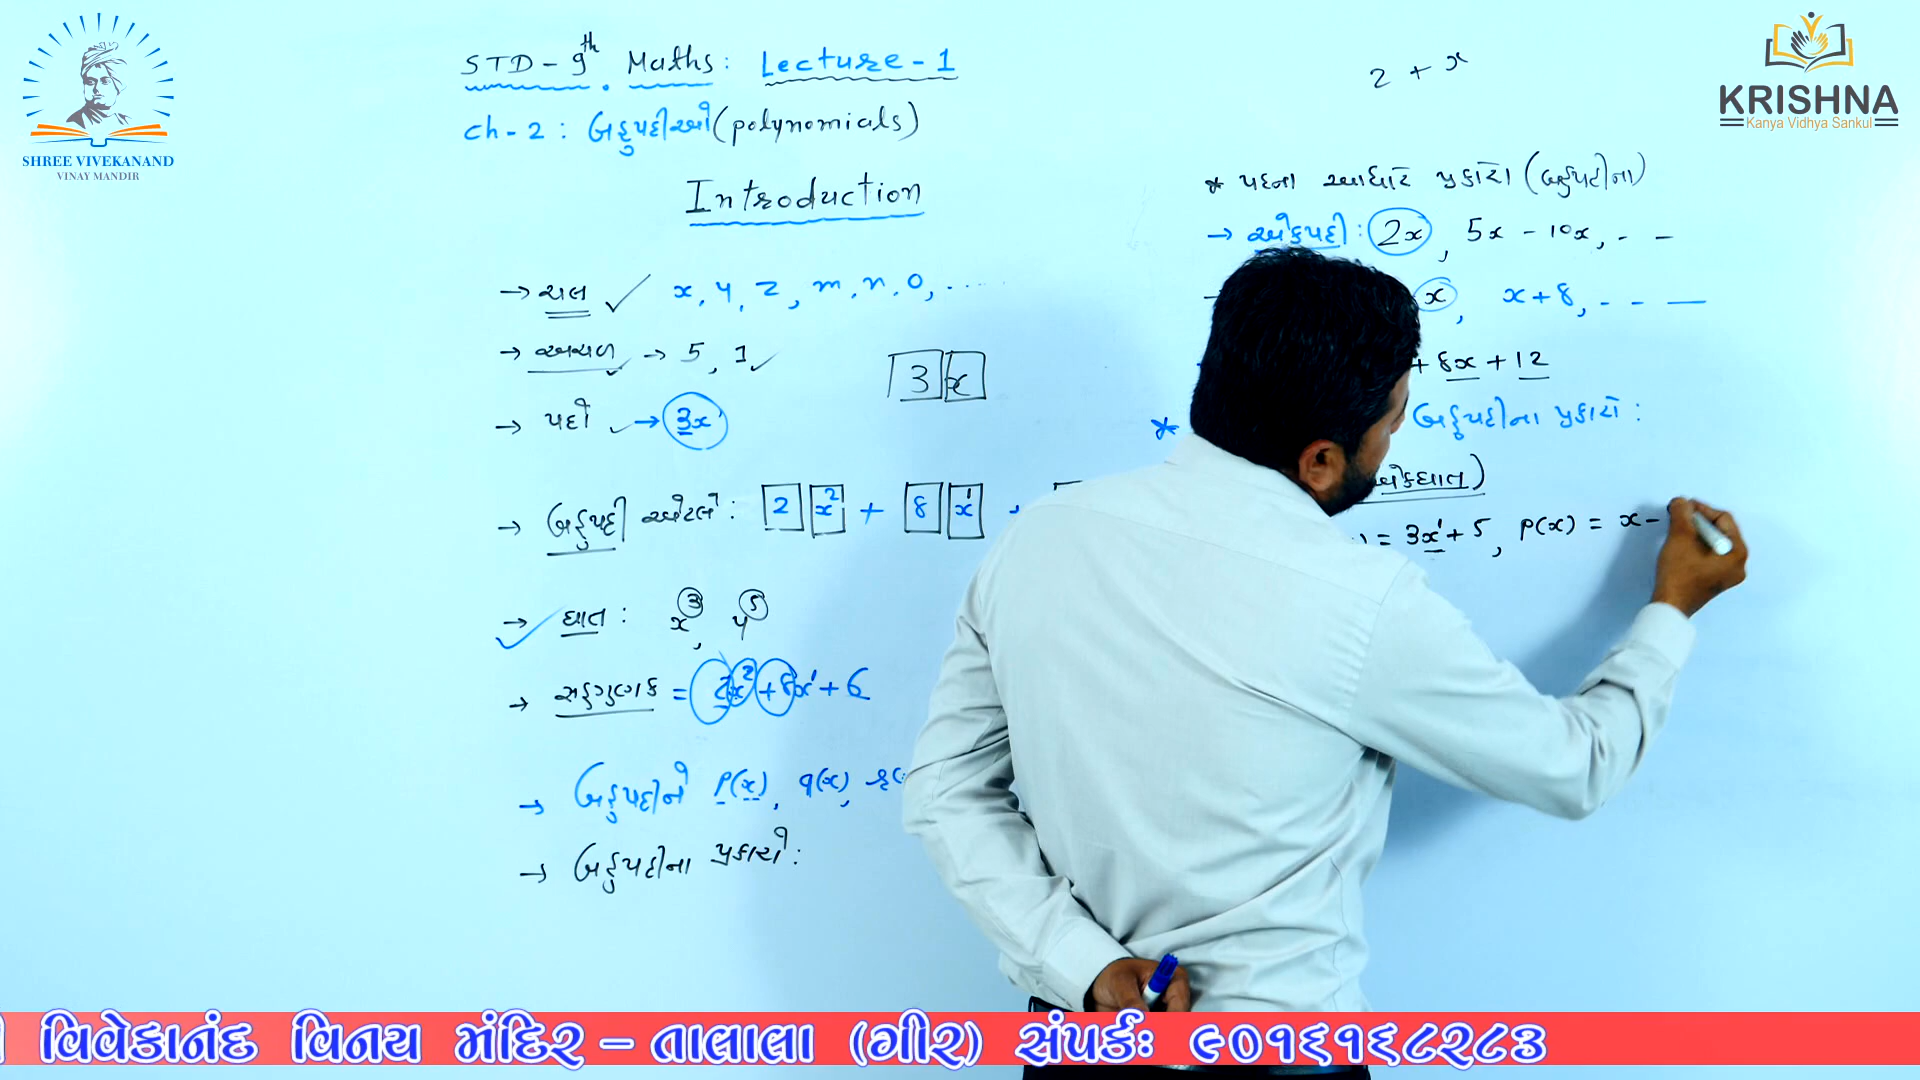 SHREE VIVEKANAND
VINAY MANDIR
KRISHNA
Kanya Vidhya Sankul
STD - 9th Maths : Lecture - 1
ch - 2 : બહુપદીઓ (polynomials)
Introduction
→ ચલ ✓ x, y, z, m, n, o, ....
→ અચળ ✓ → 5, 1 ✓
3 x
→ પદો ✓ → 3x¹
→ બહુપદી એટલે : 2 x² + 8 x¹
→ ઘાત : x³, y⁵
→ સહગુણક = 2x² + 8x¹ + 6
→ બહુપદીને p(x), q(x),
→ બહુપદીના પ્રકારો :
2 + x
* પદના આધારે પ્રકારો (બહુપદીના)
→ એકપદી : 2x, 5x - 10x, - -
x, x + 8, - - —
+ 8x + 12
* બહુપદીના પ્રકારો :
એકઘાત)
) = 3x¹ + 5, p(x) = x -
વિવેકાનંદ વિનય મંદિર – તાલાલા (ગીર) સંપર્કઃ ૯૦૧૬૧૬૮૨૮૩